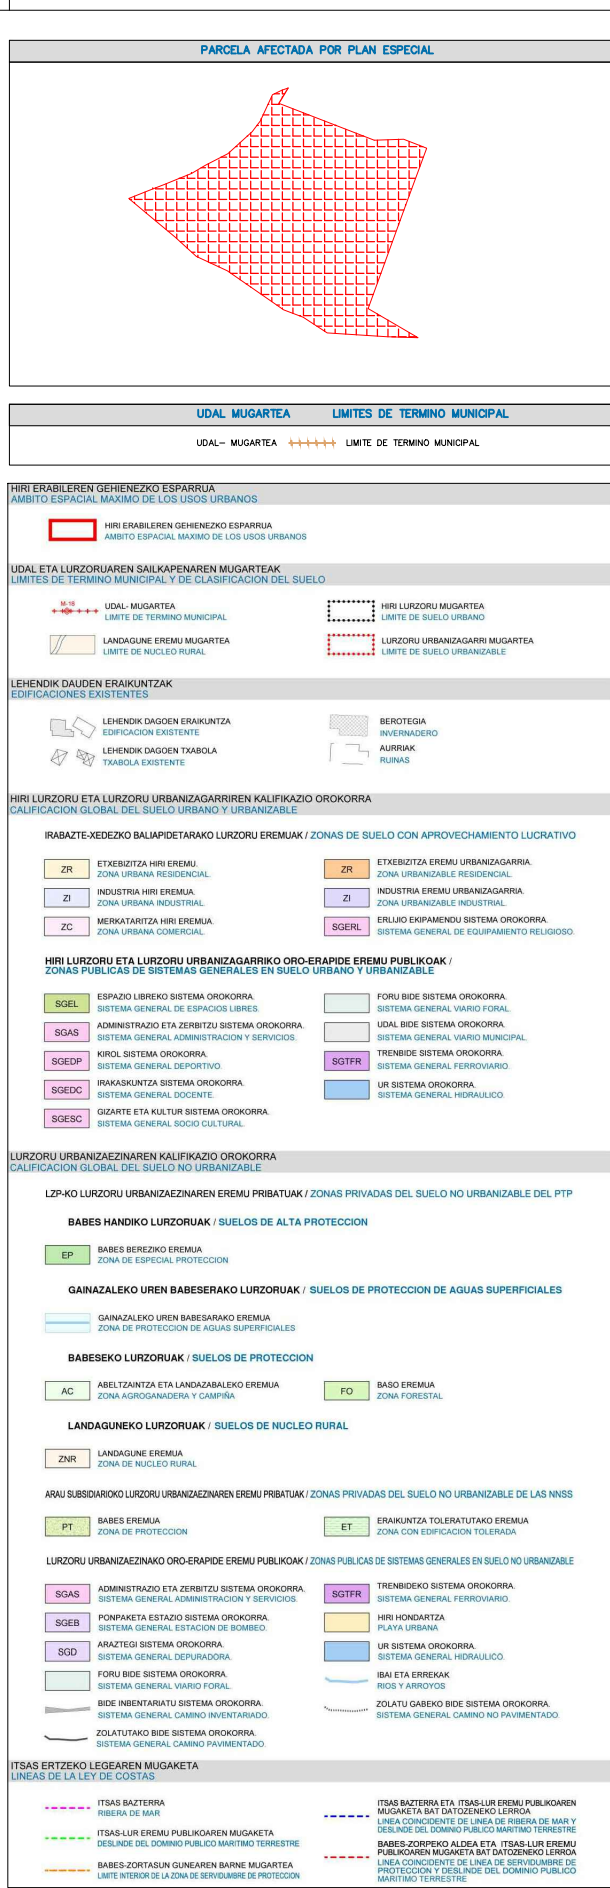 PARCELA AFECTADA POR PLAN ESPECIAL
UDAL MUGARTEA LIMITES DE TERMINO MUNICIPAL
UDAL- MUGARTEA LIMITE DE TERMINO MUNICIPAL
HIRI ERABILEREN GEHIENEZKO ESPARRUA
AMBITO ESPACIAL MAXIMO DE LOS USOS URBANOS
HIRI ERABILEREN GEHIENEZKO ESPARRUA
AMBITO ESPACIAL MAXIMO DE LOS USOS URBANOS
UDAL ETA LURZORUAREN SAILKAPENAREN MUGARTEAK
LIMITES DE TERMINO MUNICIPAL Y DE CLASIFICACION DEL SUELO
M-16
UDAL- MUGARTEA
LIMITE DE TERMINO MUNICIPAL
HIRI LURZORU MUGARTEA
LIMITE DE SUELO URBANO
LANDAGUNE EREMU MUGARTEA
LIMITE DE NUCLEO RURAL
LURZORU URBANIZAGARRI MUGARTEA
LIMITE DE SUELO URBANIZABLE
LEHENDIK DAUDEN ERAIKUNTZAK
EDIFICACIONES EXISTENTES
LEHENDIK DAGOEN ERAIKUNTZA
EDIFICACION EXISTENTE
BEROTEGIA
INVERNADERO
LEHENDIK DAGOEN TXABOLA
TXABOLA EXISTENTE
AURRIAK
RUINAS
HIRI LURZORU ETA LURZORU URBANIZAGARRIREN KALIFIKAZIO OROKORRA
CALIFICACION GLOBAL DEL SUELO URBANO Y URBANIZABLE
IRABAZTE-XEDEZKO BALIAPIDETARAKO LURZORU EREMUAK / ZONAS DE SUELO CON APROVECHAMIENTO LUCRATIVO
ZR ETXEBIZITZA HIRI EREMU.
ZONA URBANA RESIDENCIAL.
ZR ETXEBIZITZA EREMU URBANIZAGARRIA.
ZONA URBANIZABLE RESIDENCIAL.
ZI INDUSTRIA HIRI EREMUA.
ZONA URBANA INDUSTRIAL.
ZI INDUSTRIA EREMU URBANIZAGARRIA.
ZONA URBANIZABLE INDUSTRIAL.
ZC MERKATARITZA HIRI EREMUA.
ZONA URBANA COMERCIAL.
SGERL ERLIJIO EKIPAMENDU SISTEMA OROKORRA.
SISTEMA GENERAL DE EQUIPAMIENTO RELIGIOSO.
HIRI LURZORU ETA LURZORU URBANIZAGARRIKO ORO-ERAPIDE EREMU PUBLIKOAK /
ZONAS PUBLICAS DE SISTEMAS GENERALES EN SUELO URBANO Y URBANIZABLE
SGEL ESPAZIO LIBREKO SISTEMA OROKORRA.
SISTEMA GENERAL DE ESPACIOS LIBRES.
FORU BIDE SISTEMA OROKORRA.
SISTEMA GENERAL VIARIO FORAL.
SGAS ADMINISTRAZIO ETA ZERBITZU SISTEMA OROKORRA.
SISTEMA GENERAL ADMINISTRACION Y SERVICIOS.
UDAL BIDE SISTEMA OROKORRA.
SISTEMA GENERAL VIARIO MUNICIPAL.
SGEDP KIROL SISTEMA OROKORRA.
SISTEMA GENERAL DEPORTIVO.
SGTFR TRENBIDE SISTEMA OROKORRA.
SISTEMA GENERAL FERROVIARIO.
SGEDC IRAKASKUNTZA SISTEMA OROKORRA.
SISTEMA GENERAL DOCENTE.
UR SISTEMA OROKORRA.
SISTEMA GENERAL HIDRAULICO.
SGESC GIZARTE ETA KULTUR SISTEMA OROKORRA.
SISTEMA GENERAL SOCIO CULTURAL.
LURZORU URBANIZAEZINAREN KALIFIKAZIO OROKORRA
CALIFICACION GLOBAL DEL SUELO NO URBANIZABLE
LZP-KO LURZORU URBANIZAEZINAREN EREMU PRIBATUAK / ZONAS PRIVADAS DEL SUELO NO URBANIZABLE DEL PTP
BABES HANDIKO LURZORUAK / SUELOS DE ALTA PROTECCION
EP BABES BEREZIKO EREMUA
ZONA DE ESPECIAL PROTECCION
GAINAZALEKO UREN BABESERAKO LURZORUAK / SUELOS DE PROTECCION DE AGUAS SUPERFICIALES
GAINAZALEKO UREN BABESARAKO EREMUA
ZONA DE PROTECCION DE AGUAS SUPERFICIALES
BABESEKO LURZORUAK / SUELOS DE PROTECCION
AC ABELTZAINTZA ETA LANDAZABALEKO EREMUA
ZONA AGROGANADERA Y CAMPIÑA
FO BASO EREMUA
ZONA FORESTAL
LANDAGUNEKO LURZORUAK / SUELOS DE NUCLEO RURAL
ZNR LANDAGUNE EREMUA
ZONA DE NUCLEO RURAL
ARAU SUBSIDIARIOKO LURZORU URBANIZAEZINAREN EREMU PRIBATUAK / ZONAS PRIVADAS DEL SUELO NO URBANIZABLE DE LAS NNSS
PT BABES EREMUA
ZONA DE PROTECCION
ET ERAIKUNTZA TOLERATUTAKO EREMUA
ZONA CON EDIFICACION TOLERADA
LURZORU URBANIZAEZINAKO ORO-ERAPIDE EREMU PUBLIKOAK / ZONAS PUBLICAS DE SISTEMAS GENERALES EN SUELO NO URBANIZABLE
SGAS ADMINISTRAZIO ETA ZERBITZU SISTEMA OROKORRA.
SISTEMA GENERAL ADMINISTRACION Y SERVICIOS.
SGTFR TRENBIDEKO SISTEMA OROKORRA.
SISTEMA GENERAL FERROVIARIO.
SGEB PONPAKETA ESTAZIO SISTEMA OROKORRA.
SISTEMA GENERAL ESTACION DE BOMBEO.
HIRI HONDARTZA
PLAYA URBANA
SGD ARAZTEGI SISTEMA OROKORRA.
SISTEMA GENERAL DEPURADORA.
UR SISTEMA OROKORRA.
SISTEMA GENERAL HIDRAULICO.
FORU BIDE SISTEMA OROKORRA.
SISTEMA GENERAL VIARIO FORAL.
IBAI ETA ERREKAK
RIOS Y ARROYOS
BIDE INBENTARIATU SISTEMA OROKORRA.
SISTEMA GENERAL CAMINO INVENTARIADO.
ZOLATU GABEKO BIDE SISTEMA OROKORRA.
SISTEMA GENERAL CAMINO NO PAVIMENTADO.
ZOLATUTAKO BIDE SISTEMA OROKORRA.
SISTEMA GENERAL CAMINO PAVIMENTADO.
ITSAS ERTZEKO LEGEAREN MUGAKETA
LINEAS DE LA LEY DE COSTAS
ITSAS BAZTERRA
RIBERA DE MAR
ITSAS BAZTERRA ETA ITSAS-LUR EREMU PUBLIKOAREN
MUGAKETA BAT DATOZENEKO LERROA
LINEA COINCIDENTE DE LINEA DE RIBERA DE MAR Y
DESLINDE DEL DOMINIO PUBLICO MARITIMO TERRESTRE
ITSAS-LUR EREMU PUBLIKOAREN MUGAKETA
DESLINDE DEL DOMINIO PUBLICO MARITIMO TERRESTRE
BABES-ZORPEKO ALDEA ETA ITSAS-LUR EREMU
PUBLIKOAREN MUGAKETA BAT DATOZENEKO LERROA
LINEA COINCIDENTE DE LINEA DE SERVIDUMBRE DE
PROTECCION Y DESLINDE DEL DOMINIO PUBLICO
MARITIMO TERRESTRE
BABES-ZORTASUN GUNEAREN BARNE MUGARTEA
LIMITE INTERIOR DE LA ZONA DE SERVIDUMBRE DE PROTECCION